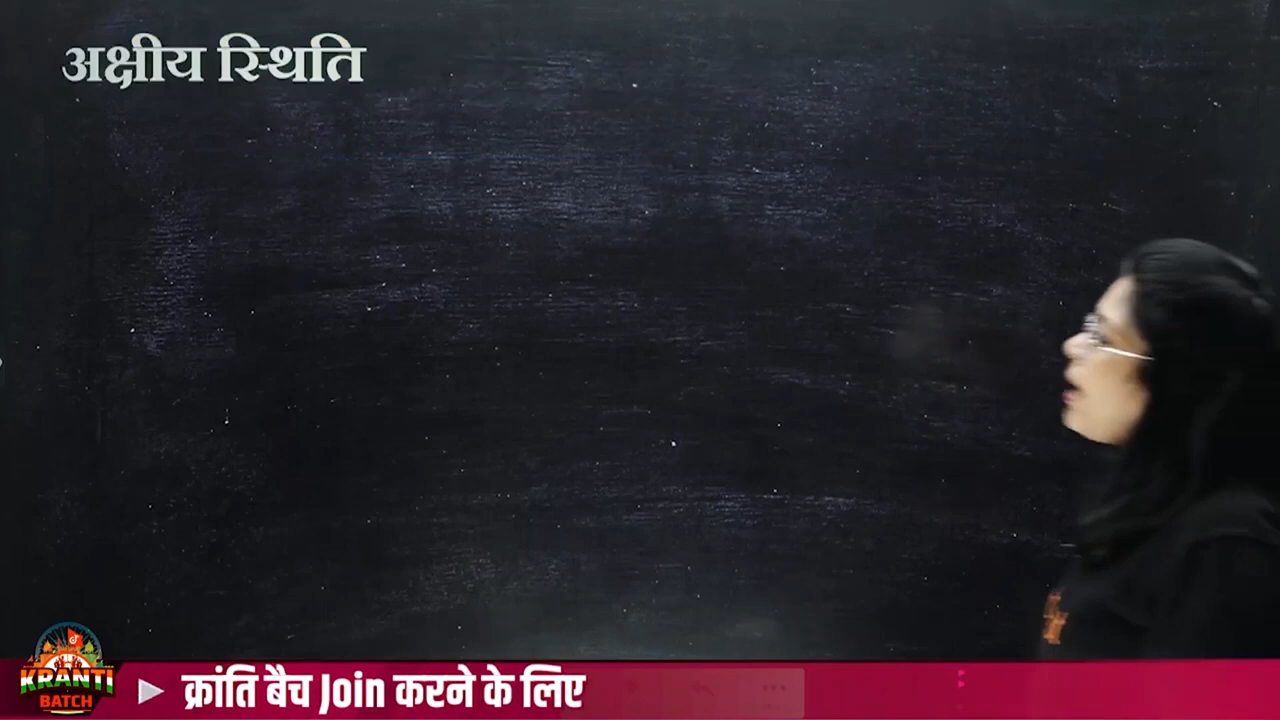 अक्षीय स्थिति
KRANTI
BATCH
क्रांति बैच Join करने के लिए